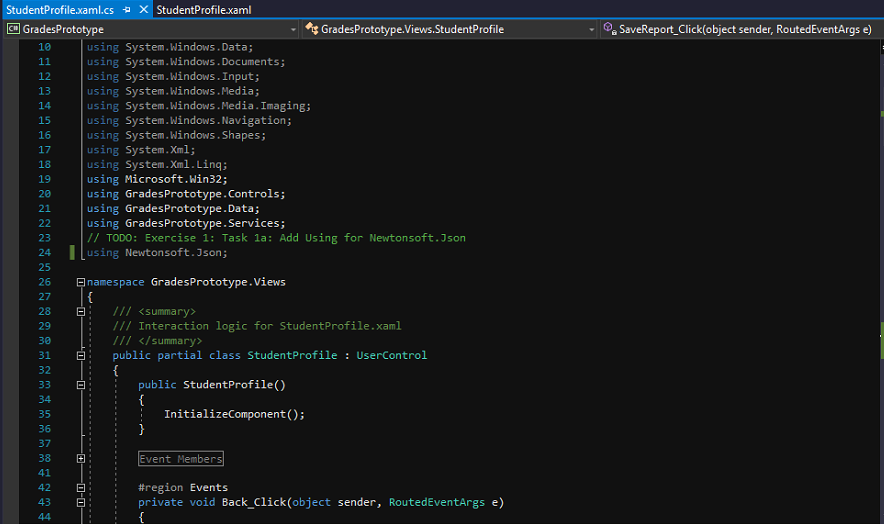 StudentProfile.xaml.cs StudentProfile.xaml
C# GradesPrototype GradesPrototype.Views.StudentProfile SaveReport_Click(object sender, RoutedEventArgs e)
10 using System.Windows.Data;
11 using System.Windows.Documents;
12 using System.Windows.Input;
13 using System.Windows.Media;
14 using System.Windows.Media.Imaging;
15 using System.Windows.Navigation;
16 using System.Windows.Shapes;
17 using System.Xml;
18 using System.Xml.Linq;
19 using Microsoft.Win32;
20 using GradesPrototype.Controls;
21 using GradesPrototype.Data;
22 using GradesPrototype.Services;
23 // TODO: Exercise 1: Task 1a: Add Using for Newtonsoft.Json
24 using Newtonsoft.Json;
25
26 namespace GradesPrototype.Views
27 {
28 /// <summary>
29 /// Interaction logic for StudentProfile.xaml
30 /// </summary>
31 public partial class StudentProfile : UserControl
32 {
33 public StudentProfile()
34 {
35 InitializeComponent();
36 }
37
38 Event Members
41
42 #region Events
43 private void Back_Click(object sender, RoutedEventArgs e)
44 {